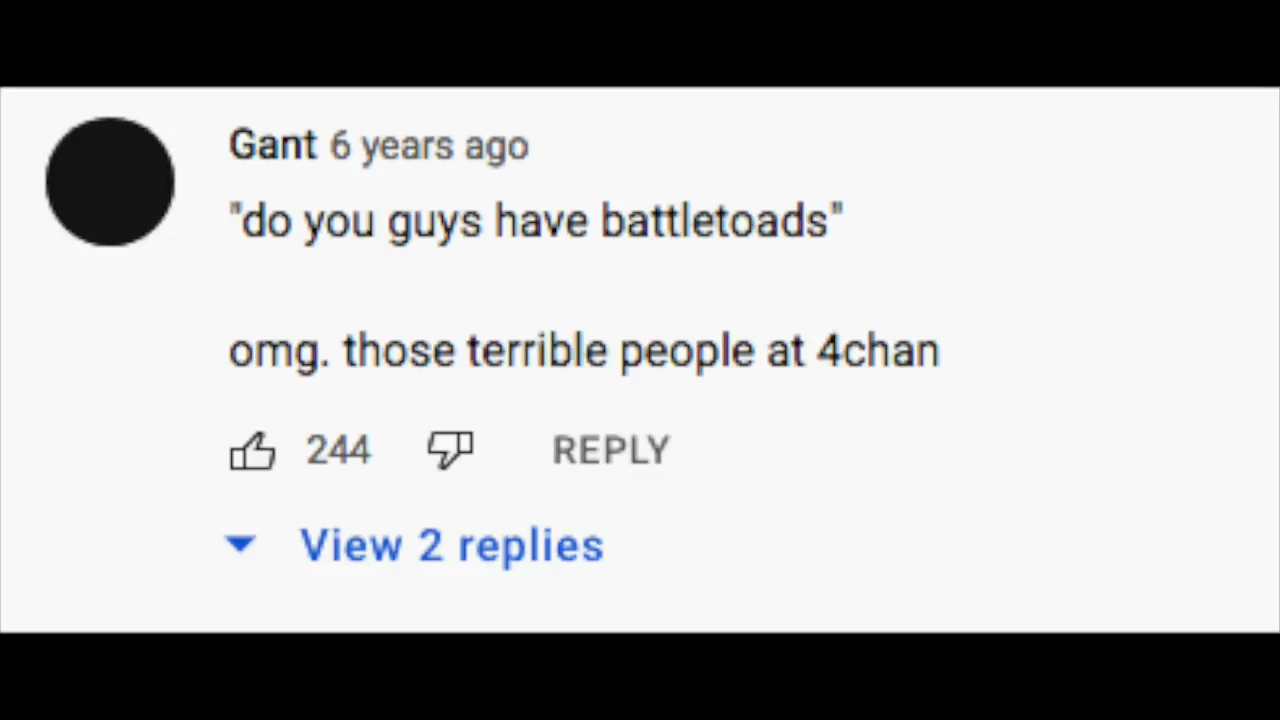 Gant 6 years ago
"do you guys have battletoads"
omg. those terrible people at 4chan
244 REPLY
View 2 replies